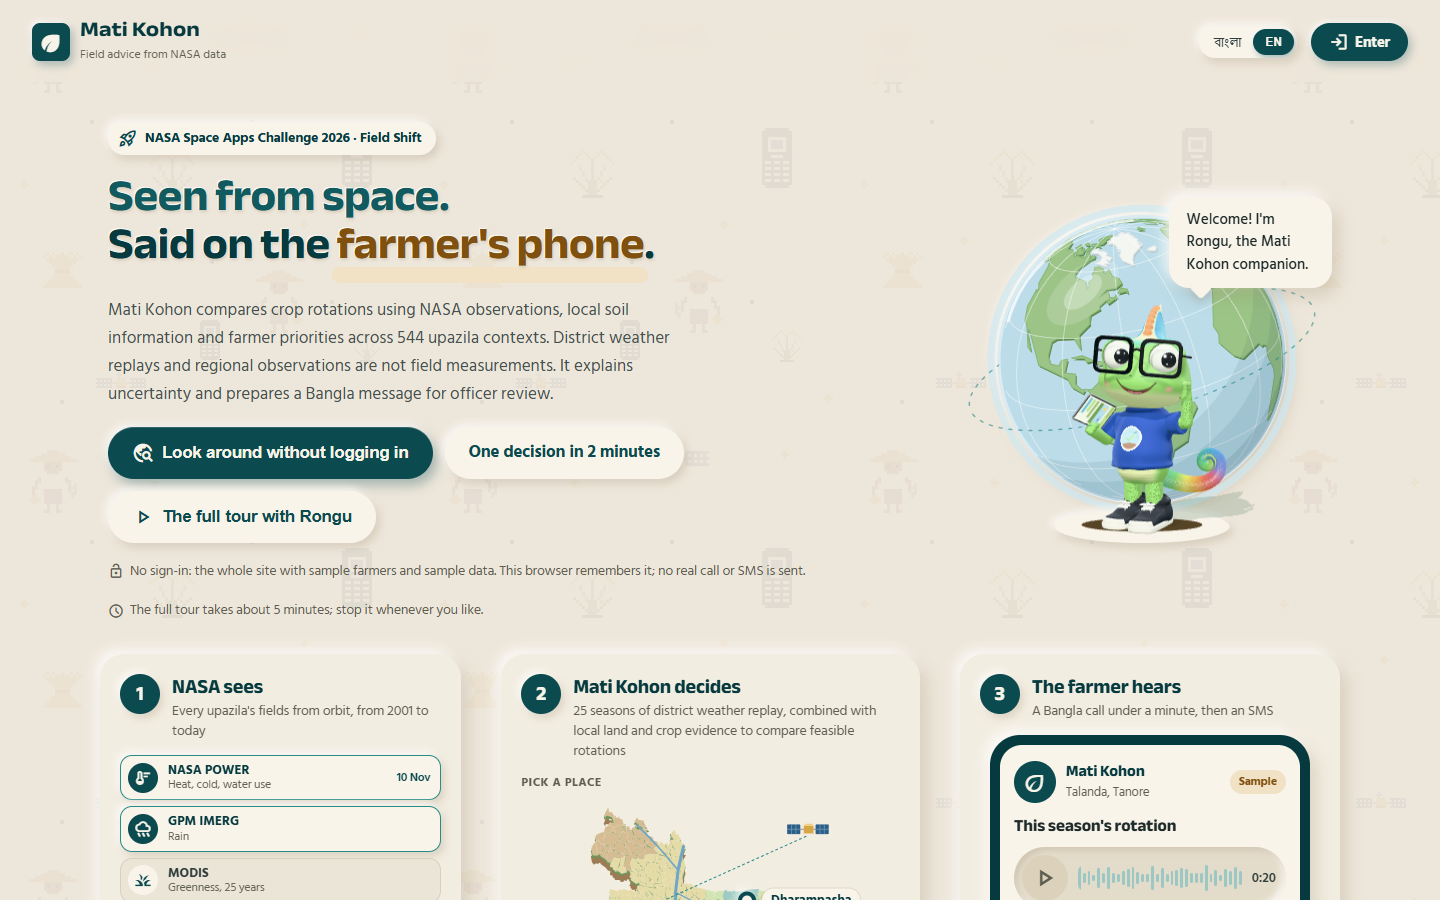 Mati Kohon
Field advice from NASA data
বাংলা EN
Enter
NASA Space Apps Challenge 2026 · Field Shift
Seen from space.
Said on the farmer's phone.
Mati Kohon compares crop rotations using NASA observations, local soil
information and farmer priorities across 544 upazila contexts. District weather
replays and regional observations are not field measurements. It explains
uncertainty and prepares a Bangla message for officer review.
Look around without logging in
One decision in 2 minutes
The full tour with Rongu
No sign-in: the whole site with sample farmers and sample data. This browser remembers it; no real call or SMS is sent.
The full tour takes about 5 minutes; stop it whenever you like.
Welcome! I'm
Rongu, the Mati
Kohon companion.
1 NASA sees
Every upazila's fields from orbit, from 2001 to
today
NASA POWER
Heat, cold, water use
10 Nov
GPM IMERG
Rain
MODIS
Greenness, 25 years
2 Mati Kohon decides
25 seasons of district weather replay, combined with
local land and crop evidence to compare feasible
rotations
PICK A PLACE
Dharampasha
3 The farmer hears
A Bangla call under a minute, then an SMS
Mati Kohon
Talanda, Tanore
Sample
This season's rotation
0:20